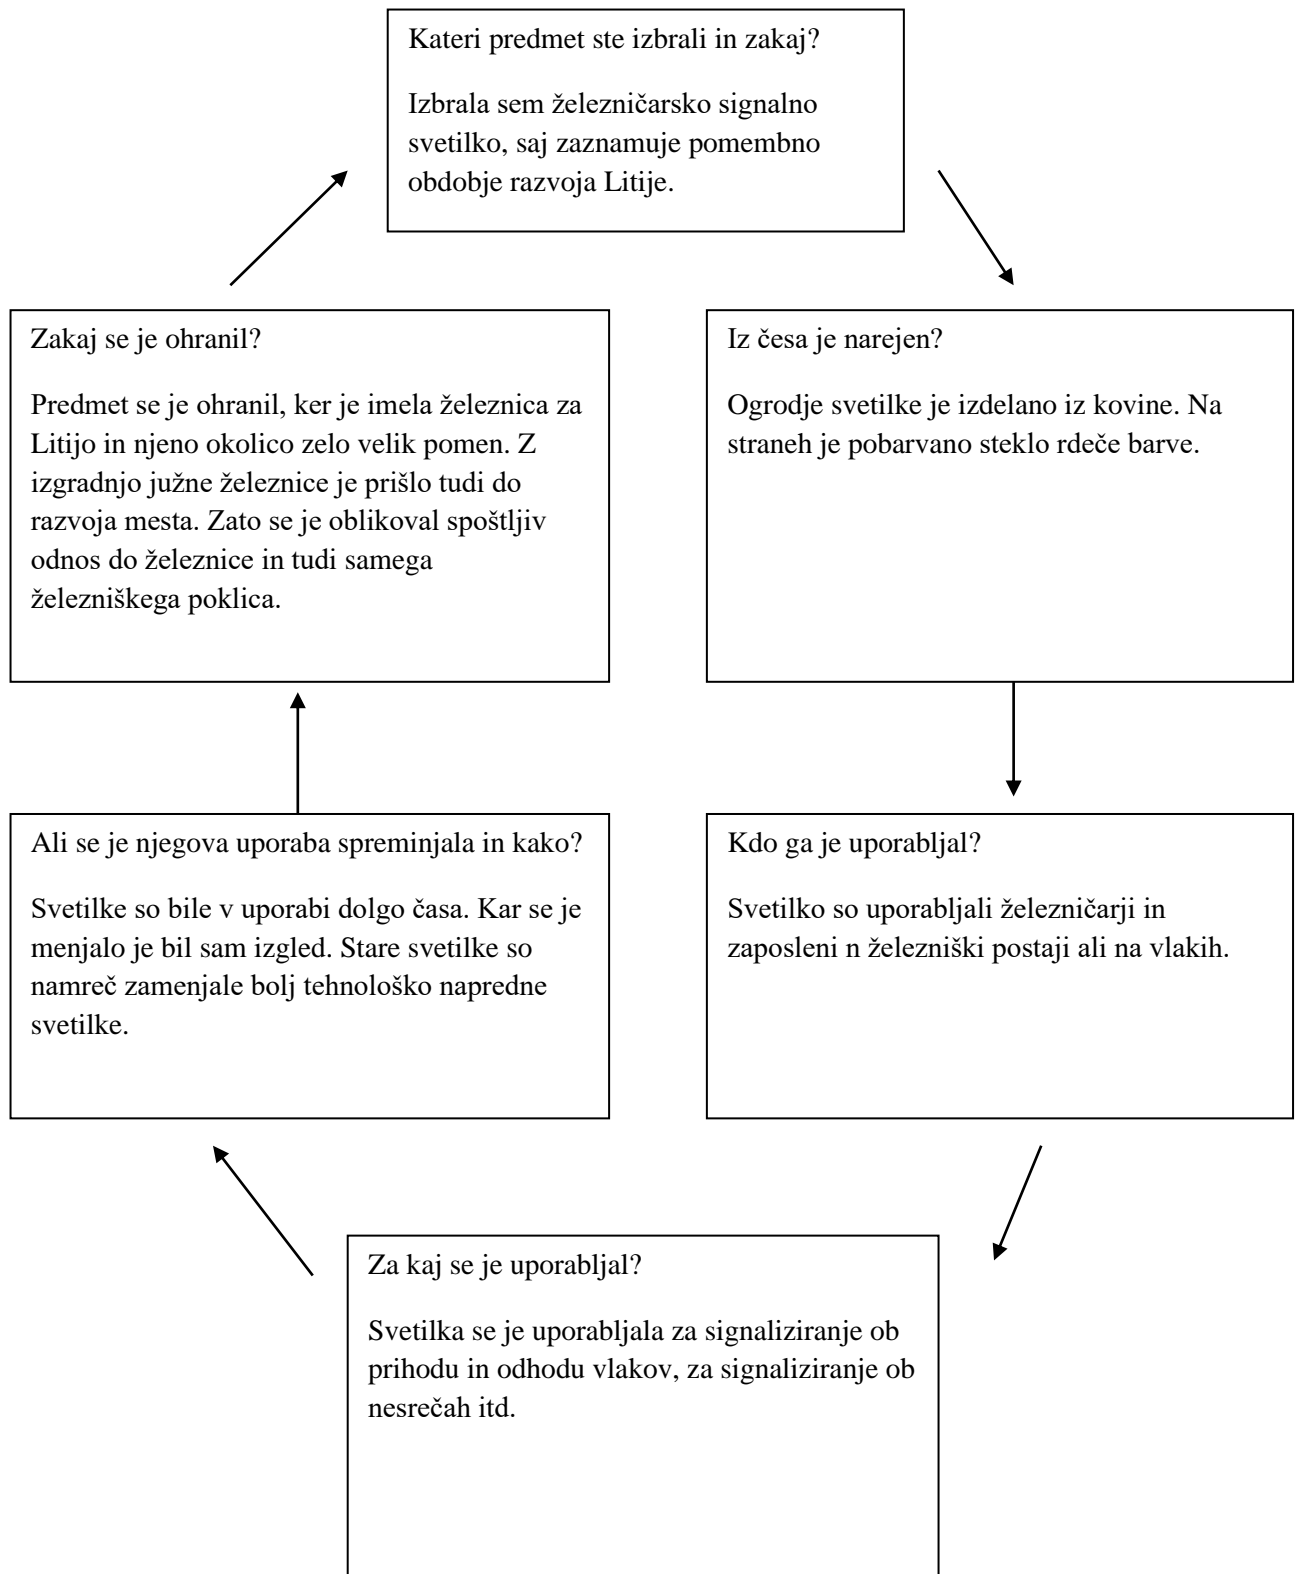 Kateri predmet ste izbrali in zakaj?
Izbrala sem železničarsko signalno
svetilko, saj zaznamuje pomembno
obdobje razvoja Litije.
Iz česa je narejen?
Ogrodje svetilke je izdelano iz kovine. Na
straneh je pobarvano steklo rdeče barve.
Kdo ga je uporabljal?
Svetilko so uporabljali železničarji in
zaposleni n železniški postaji ali na vlakih.
Za kaj se je uporabljal?
Svetilka se je uporabljala za signaliziranje ob
prihodu in odhodu vlakov, za signaliziranje ob
nesrečah itd.
Ali se je njegova uporaba spreminjala in kako?
Svetilke so bile v uporabi dolgo časa. Kar se je
menjalo je bil sam izgled. Stare svetilke so
namreč zamenjale bolj tehnološko napredne
svetilke.
Zakaj se je ohranil?
Predmet se je ohranil, ker je imela železnica za
Litijo in njeno okolico zelo velik pomen. Z
izgradnjo južne železnice je prišlo tudi do
razvoja mesta. Zato se je oblikoval spoštljiv
odnos do železnice in tudi samega
železniškega poklica.